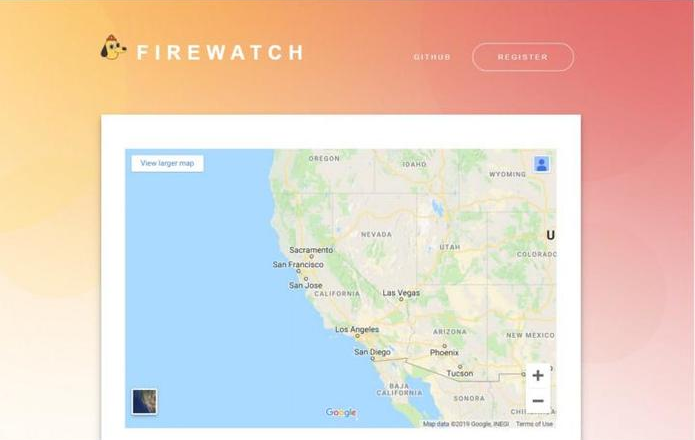 FIREWATCH
GITHUB
REGISTER
View larger map
OREGON
IDAHO
WYOMING
NEVADA
UTAH
COLORADO
U
Sacramento
San Francisco
San Jose
CALIFORNIA
Las Vegas
Los Angeles
ARIZONA
NEW MEXICO
San Diego
Phoenix
Tucson
BAJA
CALIFORNIA
SONORA
Google
Map data ©2019 Google, INEGI
Terms of Use